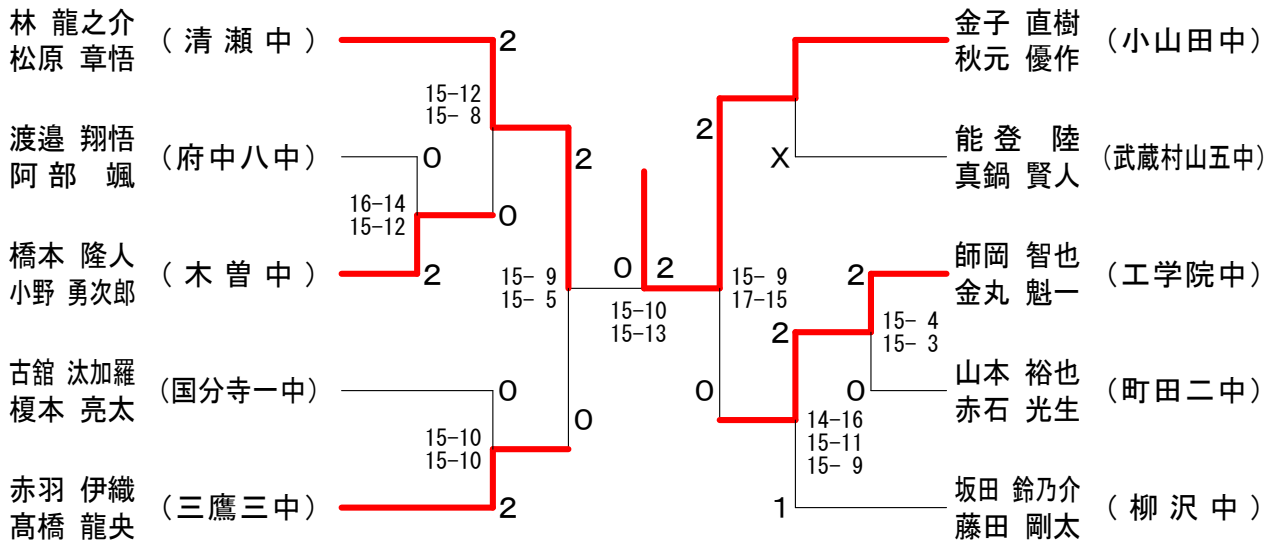 林 龍之介
松原 章悟
(清瀬中)
2
15-12
15- 8
渡邉 翔悟
阿部 颯
(府中八中)
0
16-14
15-12
0
橋本 隆人
小野 勇次郎
(木曽中)
2
2
15- 9
15- 5
古舘 汰加羅
榎本 亮太
(国分寺一中)
0
15-10
15-10
0
赤羽 伊織
髙橋 龍央
(三鷹三中)
2
0
2
15-10
15-13
金子 直樹
秋元 優作
(小山田中)
2
能登 陸
真鍋 賢人
(武蔵村山五中)
X
15- 9
17-15
師岡 智也
金丸 魁一
(工学院中)
2
15- 4
15- 3
2
山本 裕也
赤石 光生
(町田二中)
0
0
14-16
15-11
15- 9
坂田 鈴乃介
藤田 剛太
(柳沢中)
1